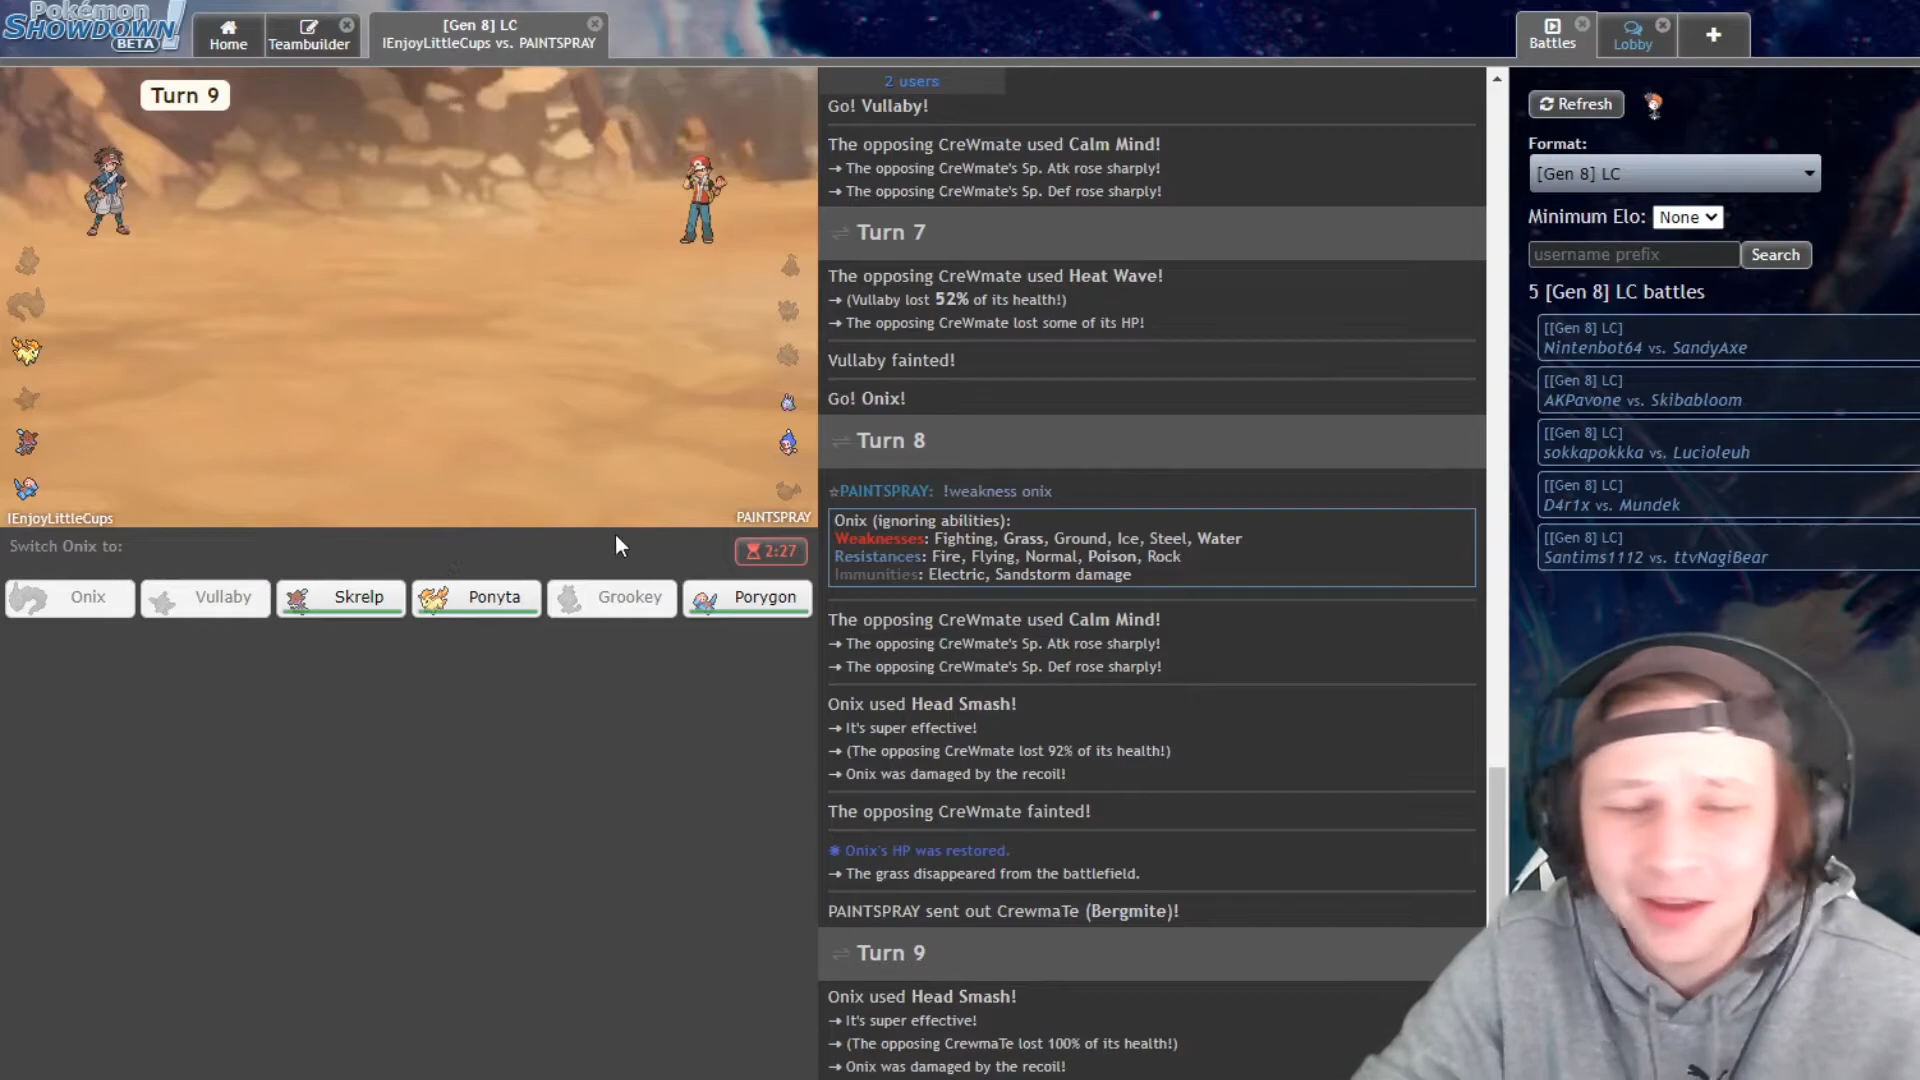 Pokémon
SHOWDOWN!
BETA
Home
Teambuilder
[Gen 8] LC
IEnjoyLittleCups vs. PAINTSPRAY
Battles
Lobby
+
Turn 9
IEnjoyLittleCups
PAINTSPRAY
Switch Onix to:
2:27
Onix
Vullaby
Skrelp
Ponyta
Grookey
Porygon
2 users
Go! Vullaby!
The opposing CreWmate used Calm Mind!
→ The opposing CreWmate's Sp. Atk rose sharply!
→ The opposing CreWmate's Sp. Def rose sharply!
Turn 7
The opposing CreWmate used Heat Wave!
→ (Vullaby lost 52% of its health!)
→ The opposing CreWmate lost some of its HP!
Vullaby fainted!
Go! Onix!
Turn 8
☆PAINTSPRAY: !weakness onix
Onix (ignoring abilities):
Weaknesses: Fighting, Grass, Ground, Ice, Steel, Water
Resistances: Fire, Flying, Normal, Poison, Rock
Immunities: Electric, Sandstorm damage
The opposing CreWmate used Calm Mind!
→ The opposing CreWmate's Sp. Atk rose sharply!
→ The opposing CreWmate's Sp. Def rose sharply!
Onix used Head Smash!
→ It's super effective!
→ (The opposing CreWmate lost 92% of its health!)
→ Onix was damaged by the recoil!
The opposing CreWmate fainted!
Onix's HP was restored.
→ The grass disappeared from the battlefield.
PAINTSPRAY sent out CrewmaTe (Bergmite)!
Turn 9
Onix used Head Smash!
→ It's super effective!
→ (The opposing CrewmaTe lost 100% of its health!)
→ Onix was damaged by the recoil!
Refresh
Format:
[Gen 8] LC
Minimum Elo: None
username prefix
Search
5 [Gen 8] LC battles
[[Gen 8] LC]
Nintenbot64 vs. SandyAxe
[[Gen 8] LC]
AKPavone vs. Skibabloom
[[Gen 8] LC]
sokkapokkka vs. Lucioleuh
[[Gen 8] LC]
D4r1x vs. Mundek
[[Gen 8] LC]
Santims1112 vs. ttvNagiBear